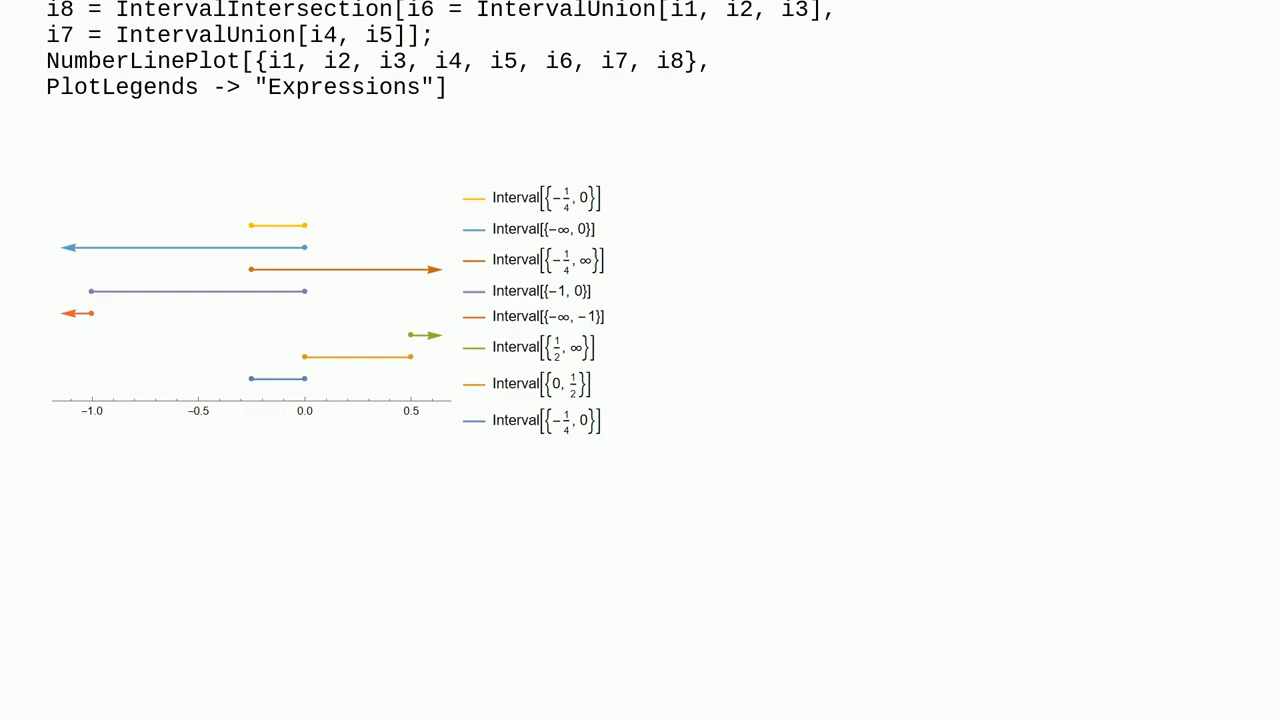 i8 = IntervalIntersection[i6 = IntervalUnion[i1, i2, i3],
i7 = IntervalUnion[i4, i5]];
NumberLinePlot[{i1, i2, i3, i4, i5, i6, i7, i8},
PlotLegends -> "Expressions"]
Interval[{-1/4, 0}]
Interval[{-∞, 0}]
Interval[{-1/4, ∞}]
Interval[{-1, 0}]
Interval[{-∞, -1}]
Interval[{1/2, ∞}]
Interval[{0, 1/2}]
Interval[{-1/4, 0}]
-1.0 -0.5 0.0 0.5